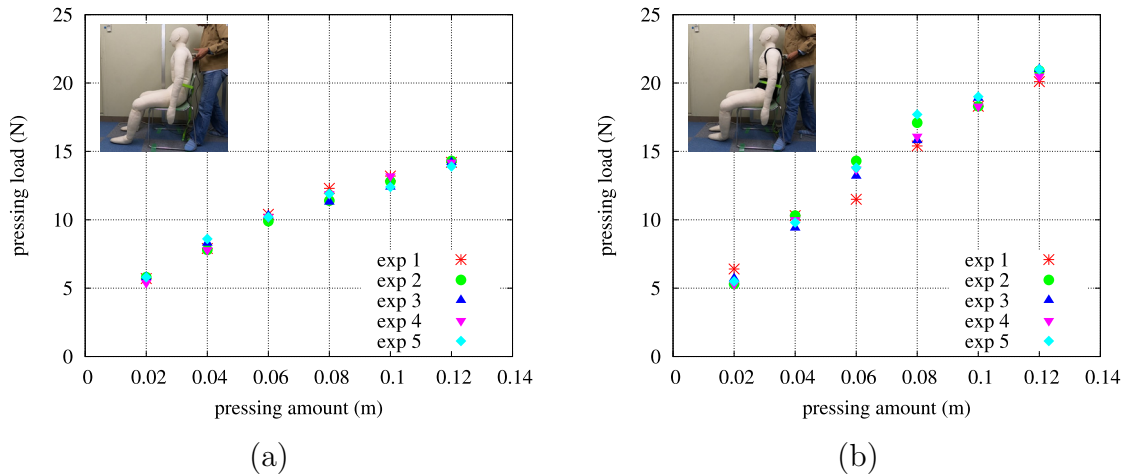 25
20
15
10
5
0
pressing load (N)
exp 1
exp 2
exp 3
exp 4
exp 5
0 0.02 0.04 0.06 0.08 0.1 0.12 0.14
pressing amount (m)
(a)
25
20
15
10
5
0
pressing load (N)
exp 1
exp 2
exp 3
exp 4
exp 5
0 0.02 0.04 0.06 0.08 0.1 0.12 0.14
pressing amount (m)
(b)